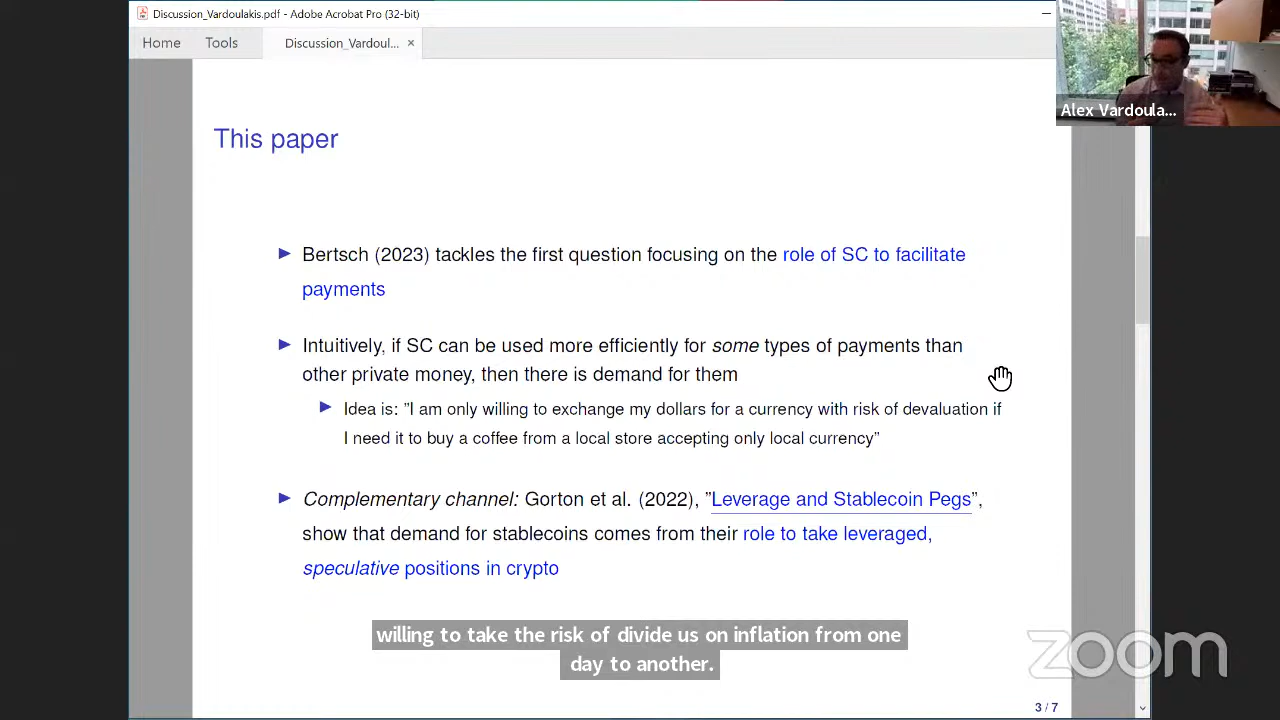 Discussion_Vardoulakis.pdf - Adobe Acrobat Pro (32-bit)
Home Tools Discussion_Vardoul... ×
Alex Vardoula...
This paper
Bertsch (2023) tackles the first question focusing on the role of SC to facilitate
payments
Intuitively, if SC can be used more efficiently for some types of payments than
other private money, then there is demand for them
Idea is: ”I am only willing to exchange my dollars for a currency with risk of devaluation if
I need it to buy a coffee from a local store accepting only local currency”
Complementary channel: Gorton et al. (2022), ”Leverage and Stablecoin Pegs”,
show that demand for stablecoins comes from their role to take leveraged,
speculative positions in crypto
willing to take the risk of divide us on inflation from one
day to another.
zoom
3 / 7